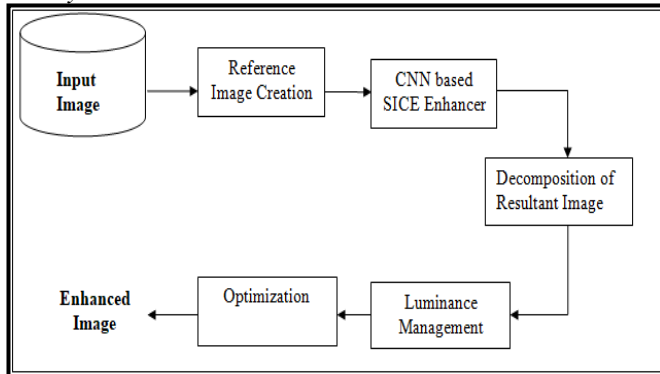 Input
Image
Reference
Image Creation
CNN based
SICE Enhancer
Decomposition of
Resultant Image
Luminance
Management
Optimization
Enhanced
Image